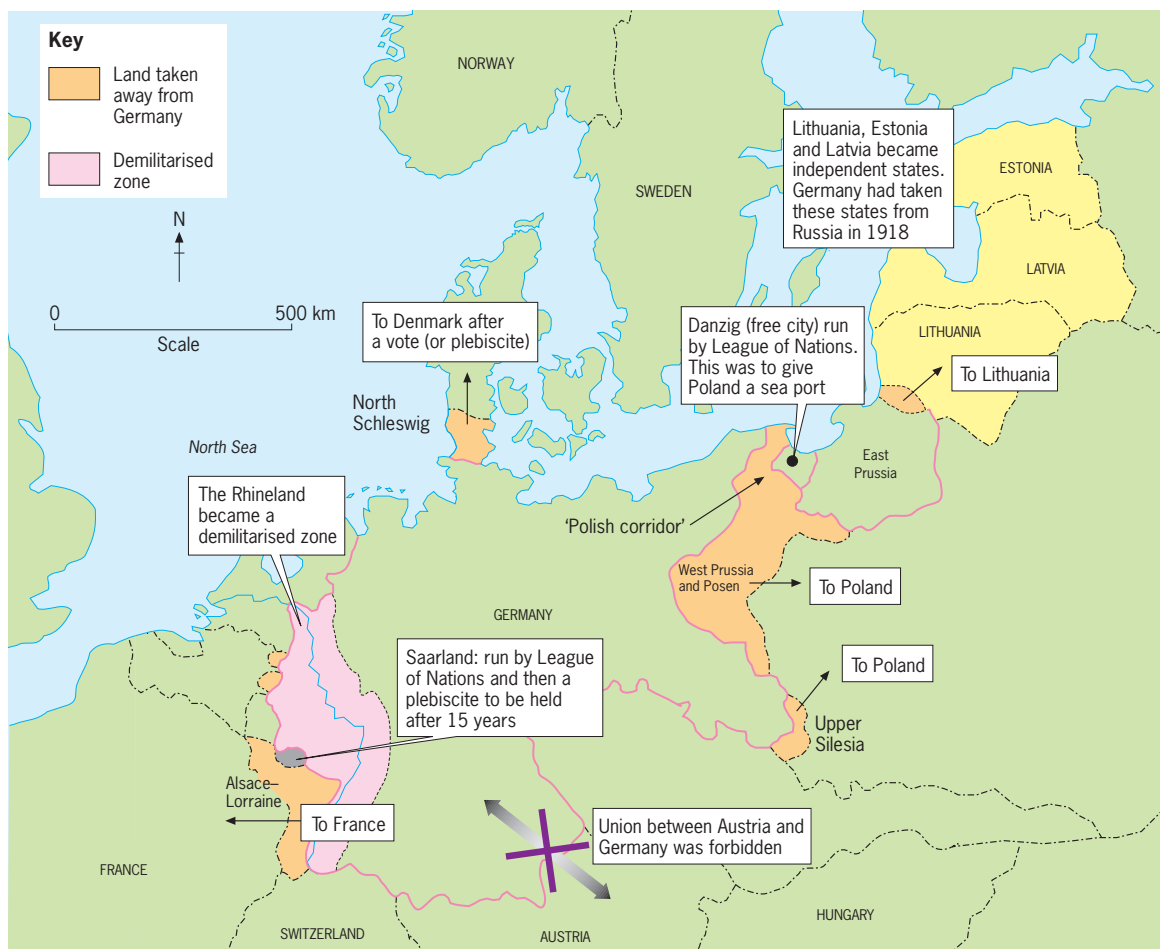 Key
Land taken
away from
Germany
Demilitarised
zone
N
0
500 km
Scale
NORWAY
SWEDEN
Lithuania, Estonia
and Latvia became
independent states.
Germany had taken
these states from
Russia in 1918
ESTONIA
LATVIA
LITHUANIA
To Lithuania
To Denmark after
a vote (or plebiscite)
North
Schleswig
Danzig (free city) run
by League of Nations.
This was to give
Poland a sea port
East
Prussia
North Sea
The Rhineland
became a
demilitarised zone
‘Polish corridor’
West Prussia
and Posen
To Poland
GERMANY
Saarland: run by League
of Nations and then a
plebiscite to be held
after 15 years
To Poland
Upper
Silesia
Alsace–
Lorraine
To France
Union between Austria and
Germany was forbidden
FRANCE
SWITZERLAND
AUSTRIA
HUNGARY